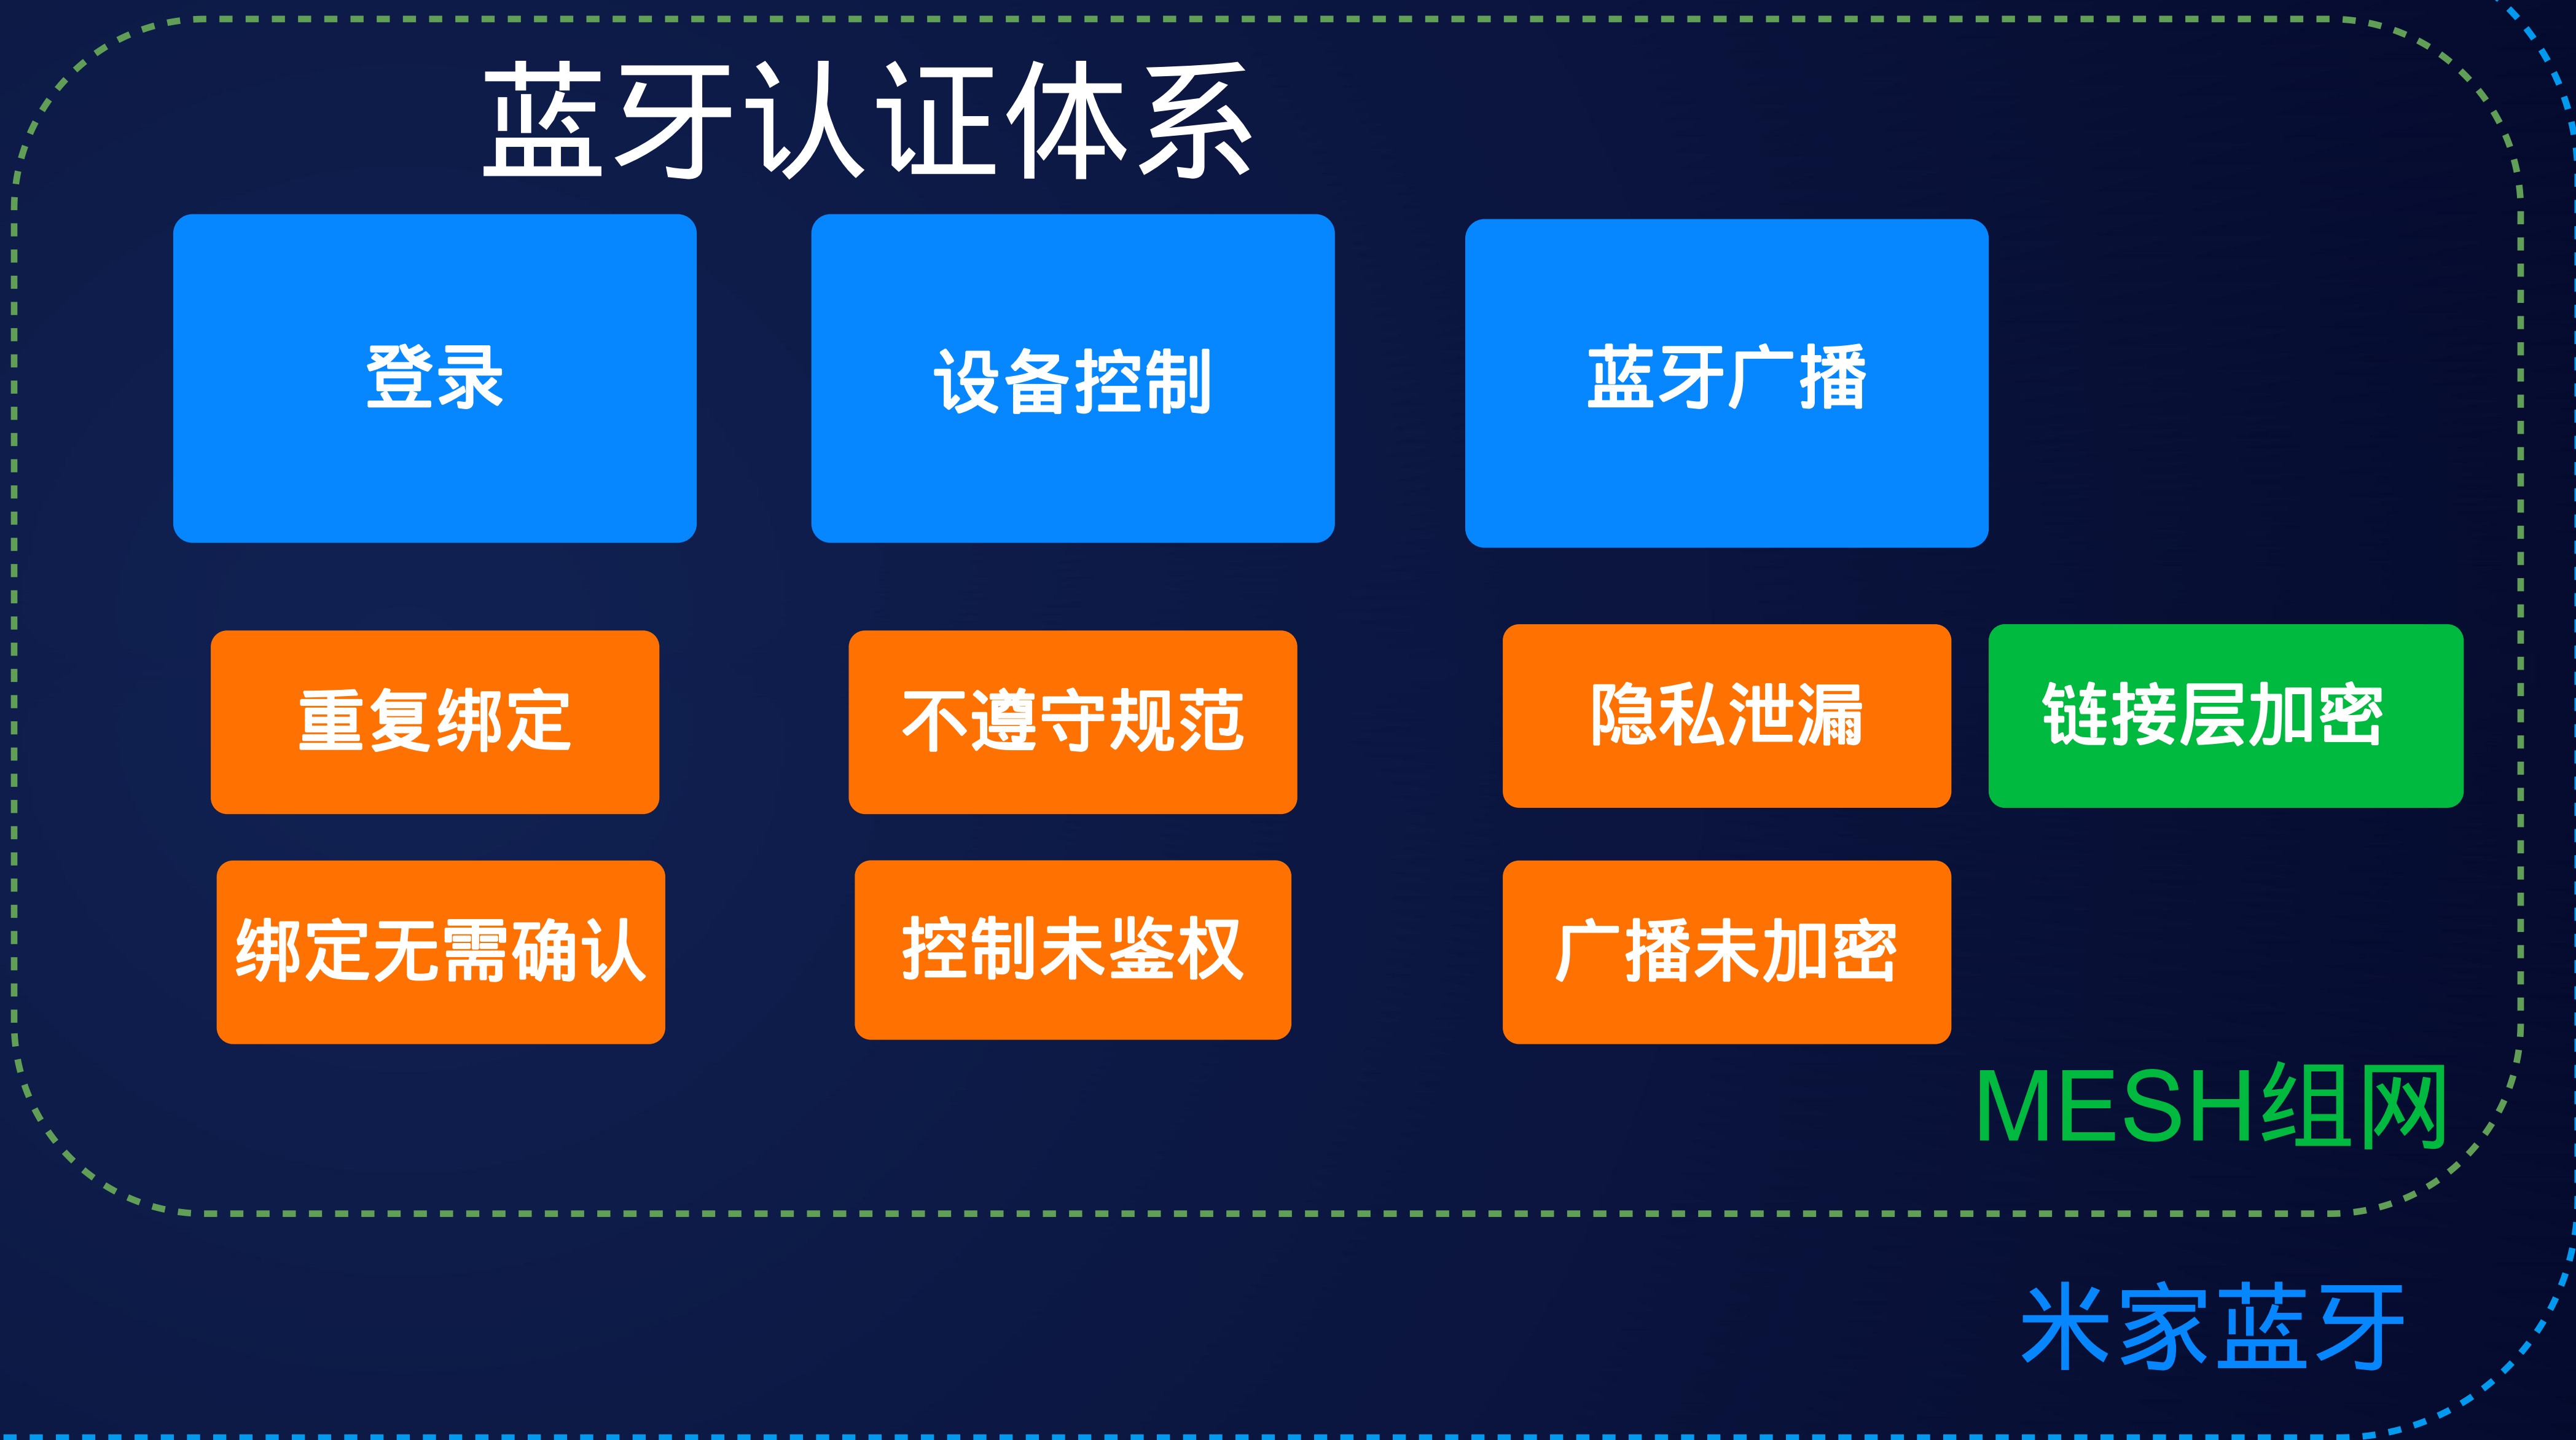 蓝牙认证体系
登录
设备控制
蓝牙广播
重复绑定
不遵守规范
隐私泄漏
链接层加密
绑定无需确认
控制未鉴权
广播未加密
MESH组网
米家蓝牙